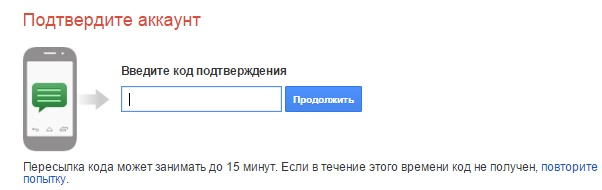 Подтвердите аккаунт
Введите код подтверждения
Продолжить
Пересылка кода может занимать до 15 минут. Если в течение этого времени код не получен, повторите
попытку.